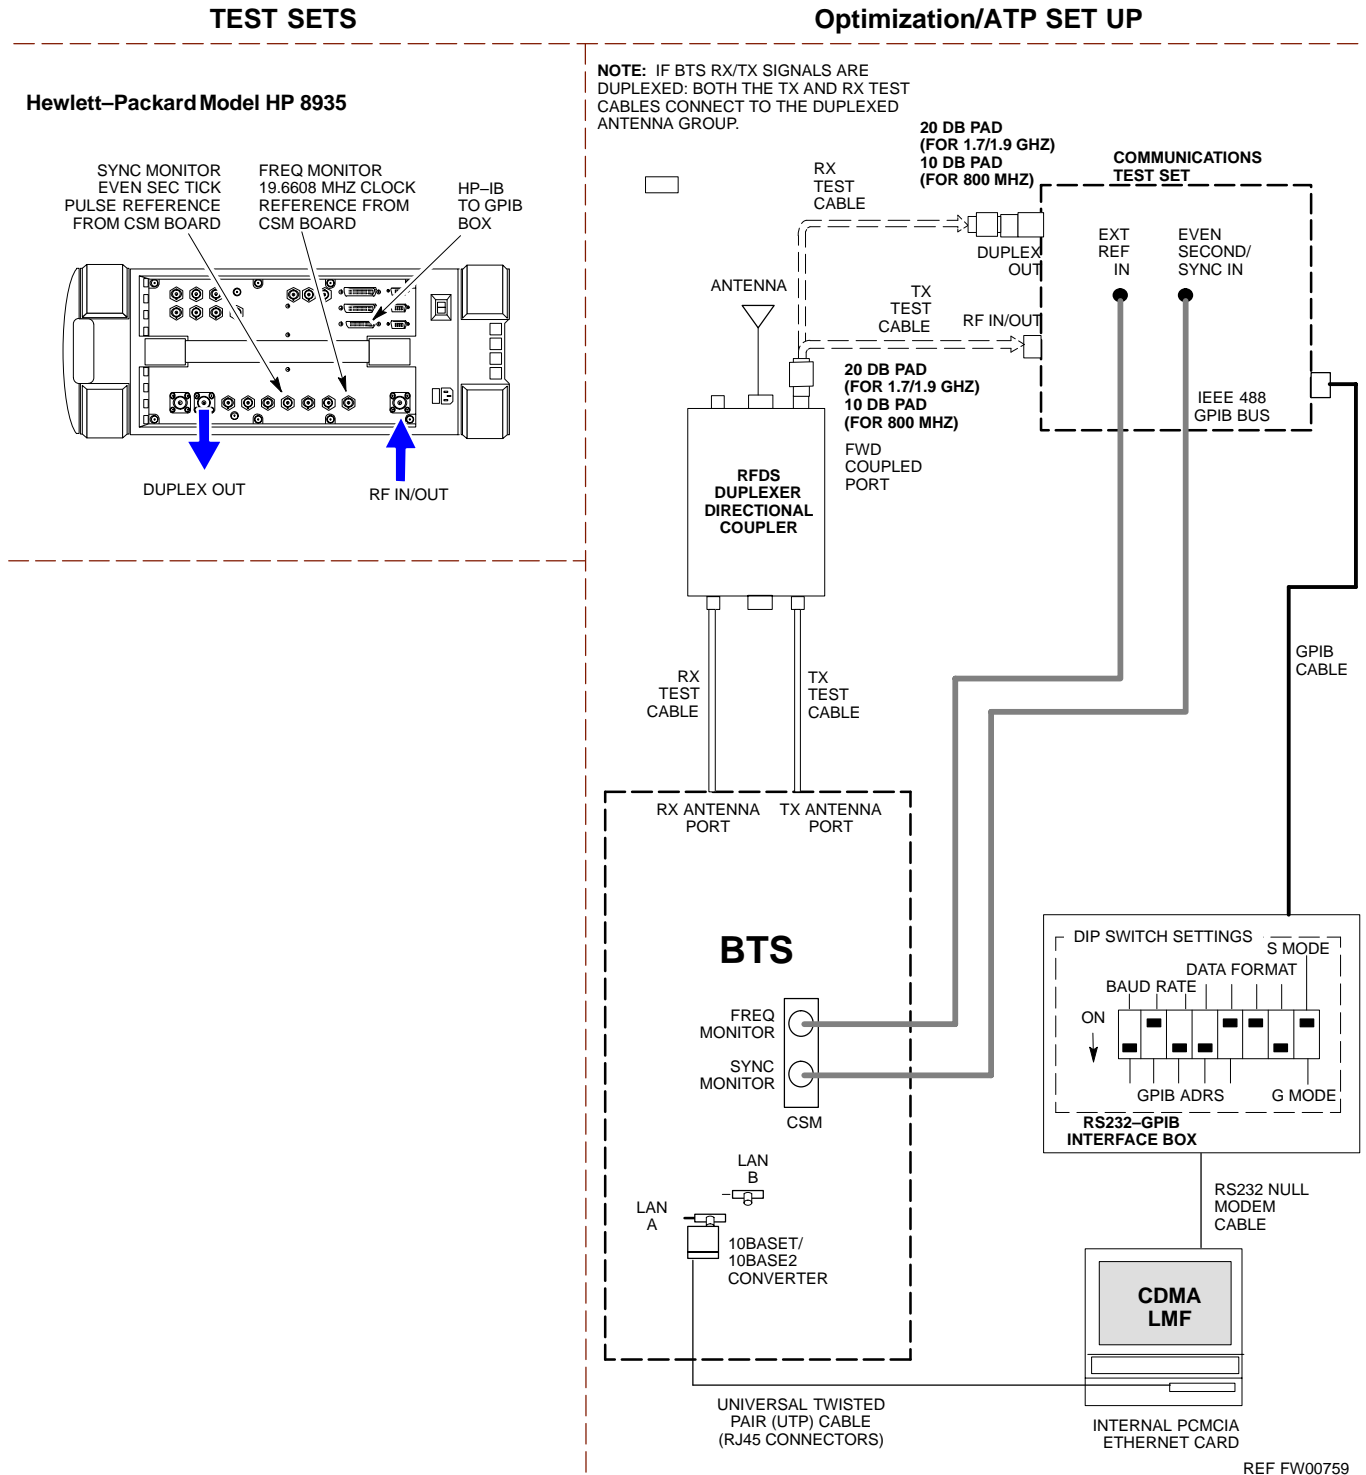 TEST SETS
Optimization/ATP SET UP
Hewlett–Packard Model HP 8935
SYNC MONITOR
EVEN SEC TICK
PULSE REFERENCE
FROM CSM BOARD
FREQ MONITOR
19.6608 MHZ CLOCK
REFERENCE FROM
CSM BOARD
HP–IB
TO GPIB
BOX
DUPLEX OUT
RF IN/OUT
NOTE: IF BTS RX/TX SIGNALS ARE
DUPLEXED: BOTH THE TX AND RX TEST
CABLES CONNECT TO THE DUPLEXED
ANTENNA GROUP.
RX
TEST
CABLE
20 DB PAD
(FOR 1.7/1.9 GHZ)
10 DB PAD
(FOR 800 MHZ)
COMMUNICATIONS
TEST SET
DUPLEX
OUT
EXT
REF
IN
EVEN
SECOND/
SYNC IN
ANTENNA
TX
TEST
CABLE
RF IN/OUT
20 DB PAD
(FOR 1.7/1.9 GHZ)
10 DB PAD
(FOR 800 MHZ)
IEEE 488
GPIB BUS
FWD
COUPLED
PORT
RFDS
DUPLEXER
DIRECTIONAL
COUPLER
RX
TEST
CABLE
TX
TEST
CABLE
GPIB
CABLE
RX ANTENNA
PORT
TX ANTENNA
PORT
BTS
FREQ
MONITOR
SYNC
MONITOR
CSM
LAN
B
LAN
A
10BASET/
10BASE2
CONVERTER
DIP SWITCH SETTINGS
S MODE
DATA FORMAT
BAUD RATE
ON
GPIB ADRS
G MODE
RS232–GPIB
INTERFACE BOX
RS232 NULL
MODEM
CABLE
CDMA
LMF
UNIVERSAL TWISTED
PAIR (UTP) CABLE
(RJ45 CONNECTORS)
INTERNAL PCMCIA
ETHERNET CARD
REF FW00759